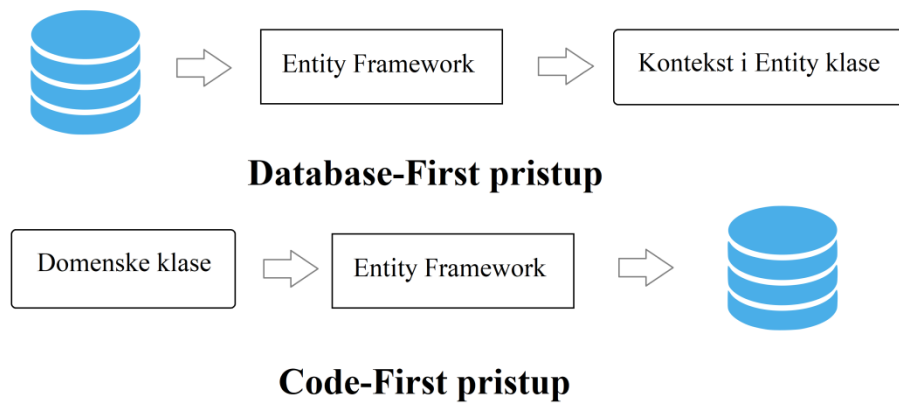 Entity Framework
Kontekst i Entity klase
Database-First pristup
Domenske klase
Entity Framework
Code-First pristup